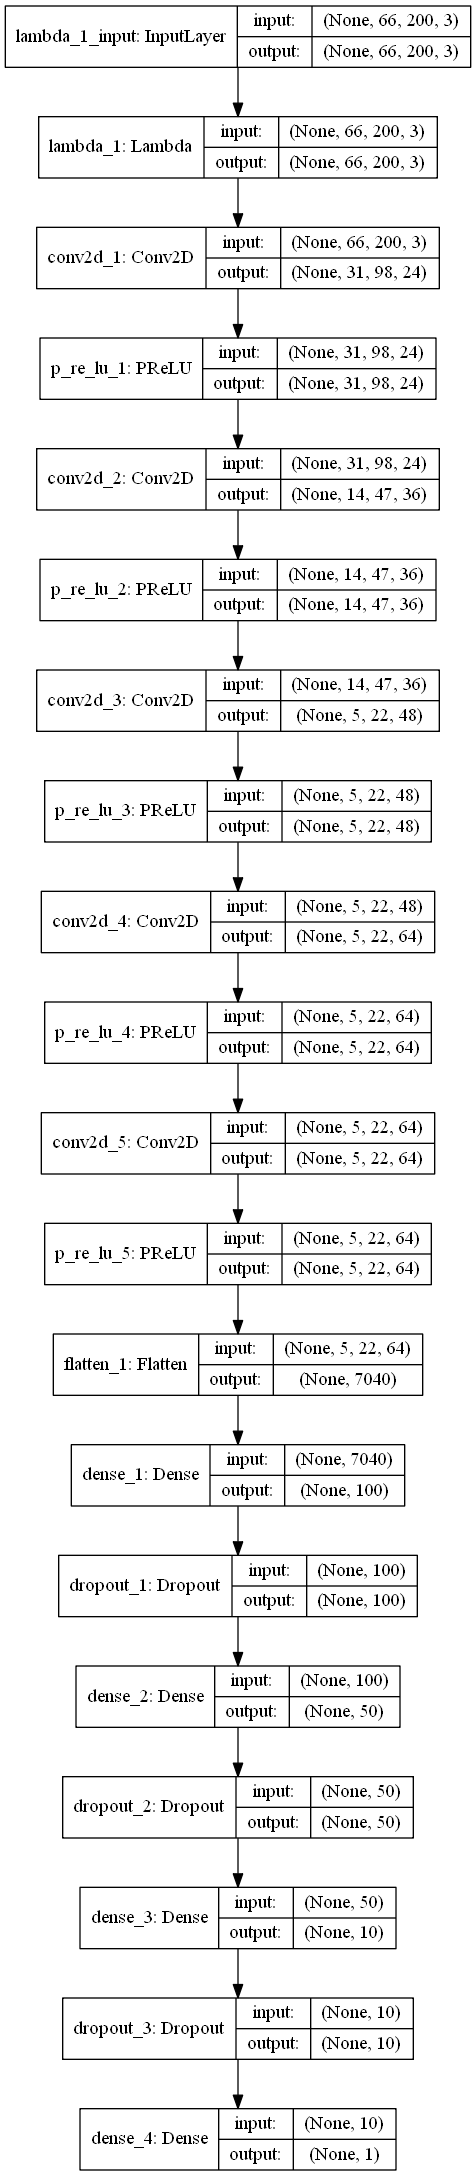 lambda_1_input: InputLayer input: (None, 66, 200, 3)
output: (None, 66, 200, 3)
lambda_1: Lambda input: (None, 66, 200, 3)
output: (None, 66, 200, 3)
conv2d_1: Conv2D input: (None, 66, 200, 3)
output: (None, 31, 98, 24)
p_re_lu_1: PReLU input: (None, 31, 98, 24)
output: (None, 31, 98, 24)
conv2d_2: Conv2D input: (None, 31, 98, 24)
output: (None, 14, 47, 36)
p_re_lu_2: PReLU input: (None, 14, 47, 36)
output: (None, 14, 47, 36)
conv2d_3: Conv2D input: (None, 14, 47, 36)
output: (None, 5, 22, 48)
p_re_lu_3: PReLU input: (None, 5, 22, 48)
output: (None, 5, 22, 48)
conv2d_4: Conv2D input: (None, 5, 22, 48)
output: (None, 5, 22, 64)
p_re_lu_4: PReLU input: (None, 5, 22, 64)
output: (None, 5, 22, 64)
conv2d_5: Conv2D input: (None, 5, 22, 64)
output: (None, 5, 22, 64)
p_re_lu_5: PReLU input: (None, 5, 22, 64)
output: (None, 5, 22, 64)
flatten_1: Flatten input: (None, 5, 22, 64)
output: (None, 7040)
dense_1: Dense input: (None, 7040)
output: (None, 100)
dropout_1: Dropout input: (None, 100)
output: (None, 100)
dense_2: Dense input: (None, 100)
output: (None, 50)
dropout_2: Dropout input: (None, 50)
output: (None, 50)
dense_3: Dense input: (None, 50)
output: (None, 10)
dropout_3: Dropout input: (None, 10)
output: (None, 10)
dense_4: Dense input: (None, 10)
output: (None, 1)